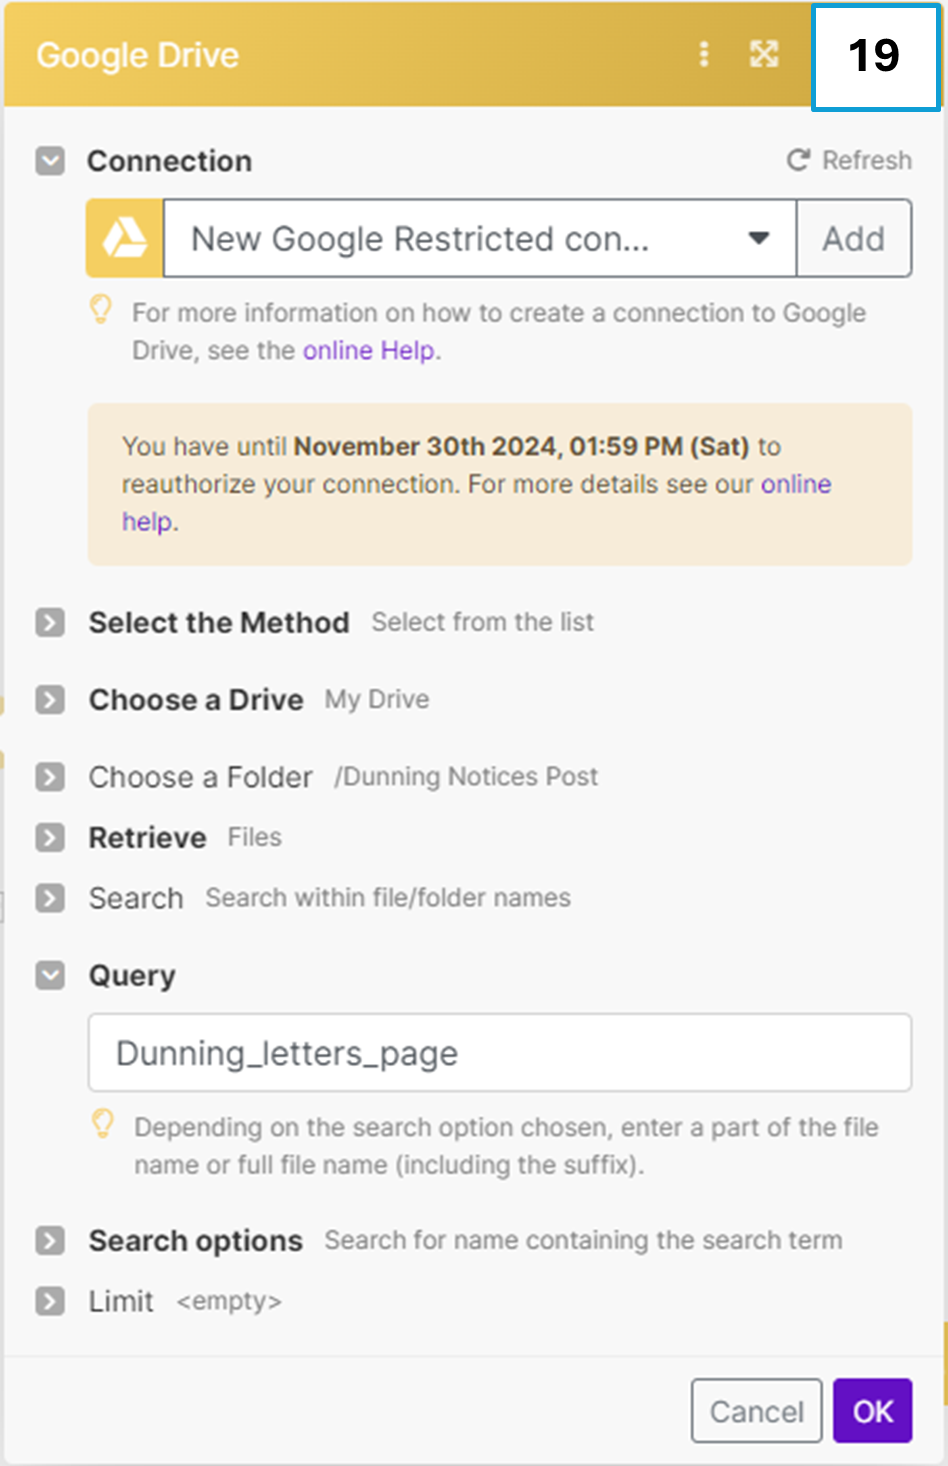 Google Drive
19
Connection
Refresh
New Google Restricted con...
Add
For more information on how to create a connection to Google
Drive, see the online Help.
You have until November 30th 2024, 01:59 PM (Sat) to
reauthorize your connection. For more details see our online
help.
Select the Method Select from the list
Choose a Drive My Drive
Choose a Folder /Dunning Notices Post
Retrieve Files
Search Search within file/folder names
Query
Dunning_letters_page
Depending on the search option chosen, enter a part of the file
name or full file name (including the suffix).
Search options Search for name containing the search term
Limit <empty>
Cancel
OK